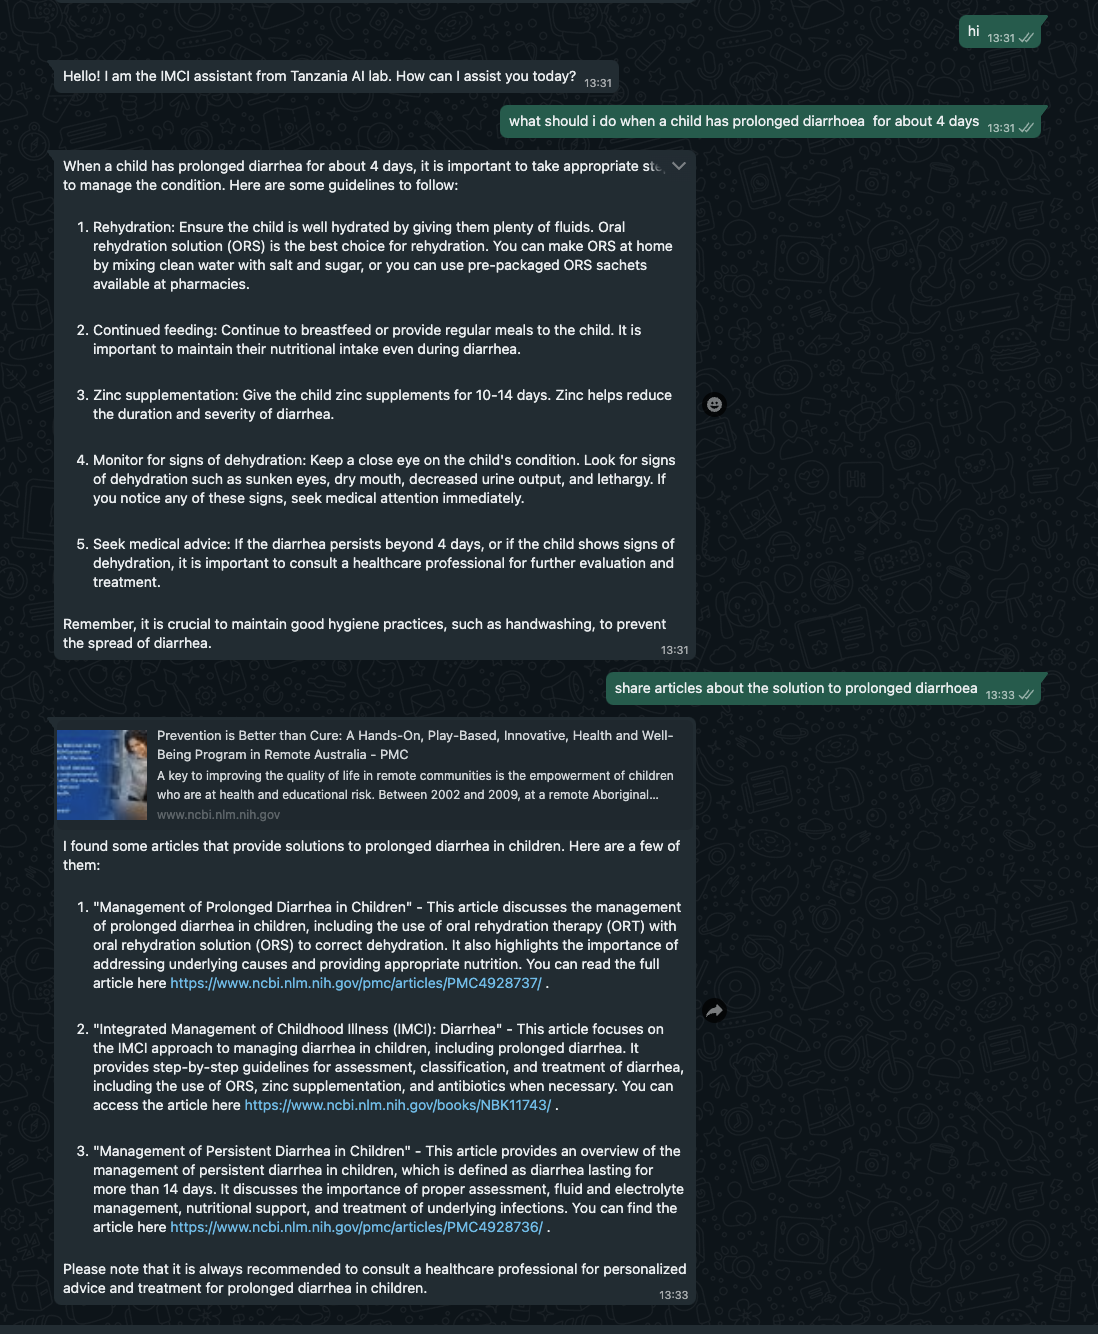 hi 13:31
Hello! I am the IMCI assistant from Tanzania AI lab. How can I assist you today? 13:31
what should i do when a child has prolonged diarrhoea  for about 4 days 13:31
When a child has prolonged diarrhea for about 4 days, it is important to take appropriate
to manage the condition. Here are some guidelines to follow:
1. Rehydration: Ensure the child is well hydrated by giving them plenty of fluids. Oral
rehydration solution (ORS) is the best choice for rehydration. You can make ORS at home
by mixing clean water with salt and sugar, or you can use pre-packaged ORS sachets
available at pharmacies.
2. Continued feeding: Continue to breastfeed or provide regular meals to the child. It is
important to maintain their nutritional intake even during diarrhea.
3. Zinc supplementation: Give the child zinc supplements for 10-14 days. Zinc helps reduce
the duration and severity of diarrhea.
4. Monitor for signs of dehydration: Keep a close eye on the child's condition. Look for signs
of dehydration such as sunken eyes, dry mouth, decreased urine output, and lethargy. If
you notice any of these signs, seek medical attention immediately.
5. Seek medical advice: If the diarrhea persists beyond 4 days, or if the child shows signs of
dehydration, it is important to consult a healthcare professional for further evaluation and
treatment.
Remember, it is crucial to maintain good hygiene practices, such as handwashing, to prevent
the spread of diarrhea.
13:31
share articles about the solution to prolonged diarrhoea 13:33
Prevention is Better than Cure: A Hands-On, Play-Based, Innovative, Health and Well-
Being Program in Remote Australia - PMC
A key to improving the quality of life in remote communities is the empowerment of children
who are at health and educational risk. Between 2002 and 2009, at a remote Aboriginal...
www.ncbi.nlm.nih.gov
I found some articles that provide solutions to prolonged diarrhea in children. Here are a few of
them:
1. "Management of Prolonged Diarrhea in Children" - This article discusses the management
of prolonged diarrhea in children, including the use of oral rehydration therapy (ORT) with
oral rehydration solution (ORS) to correct dehydration. It also highlights the importance of
addressing underlying causes and providing appropriate nutrition. You can read the full
article here https://www.ncbi.nlm.nih.gov/pmc/articles/PMC4928737/ .
2. "Integrated Management of Childhood Illness (IMCI): Diarrhea" - This article focuses on
the IMCI approach to managing diarrhea in children, including prolonged diarrhea. It
provides step-by-step guidelines for assessment, classification, and treatment of diarrhea,
including the use of ORS, zinc supplementation, and antibiotics when necessary. You can
access the article here https://www.ncbi.nlm.nih.gov/books/NBK11743/ .
3. "Management of Persistent Diarrhea in Children" - This article provides an overview of the
management of persistent diarrhea in children, which is defined as diarrhea lasting for
more than 14 days. It discusses the importance of proper assessment, fluid and electrolyte
management, nutritional support, and treatment of underlying infections. You can find the
article here https://www.ncbi.nlm.nih.gov/pmc/articles/PMC4928736/ .
Please note that it is always recommended to consult a healthcare professional for personalized
advice and treatment for prolonged diarrhea in children.
13:33